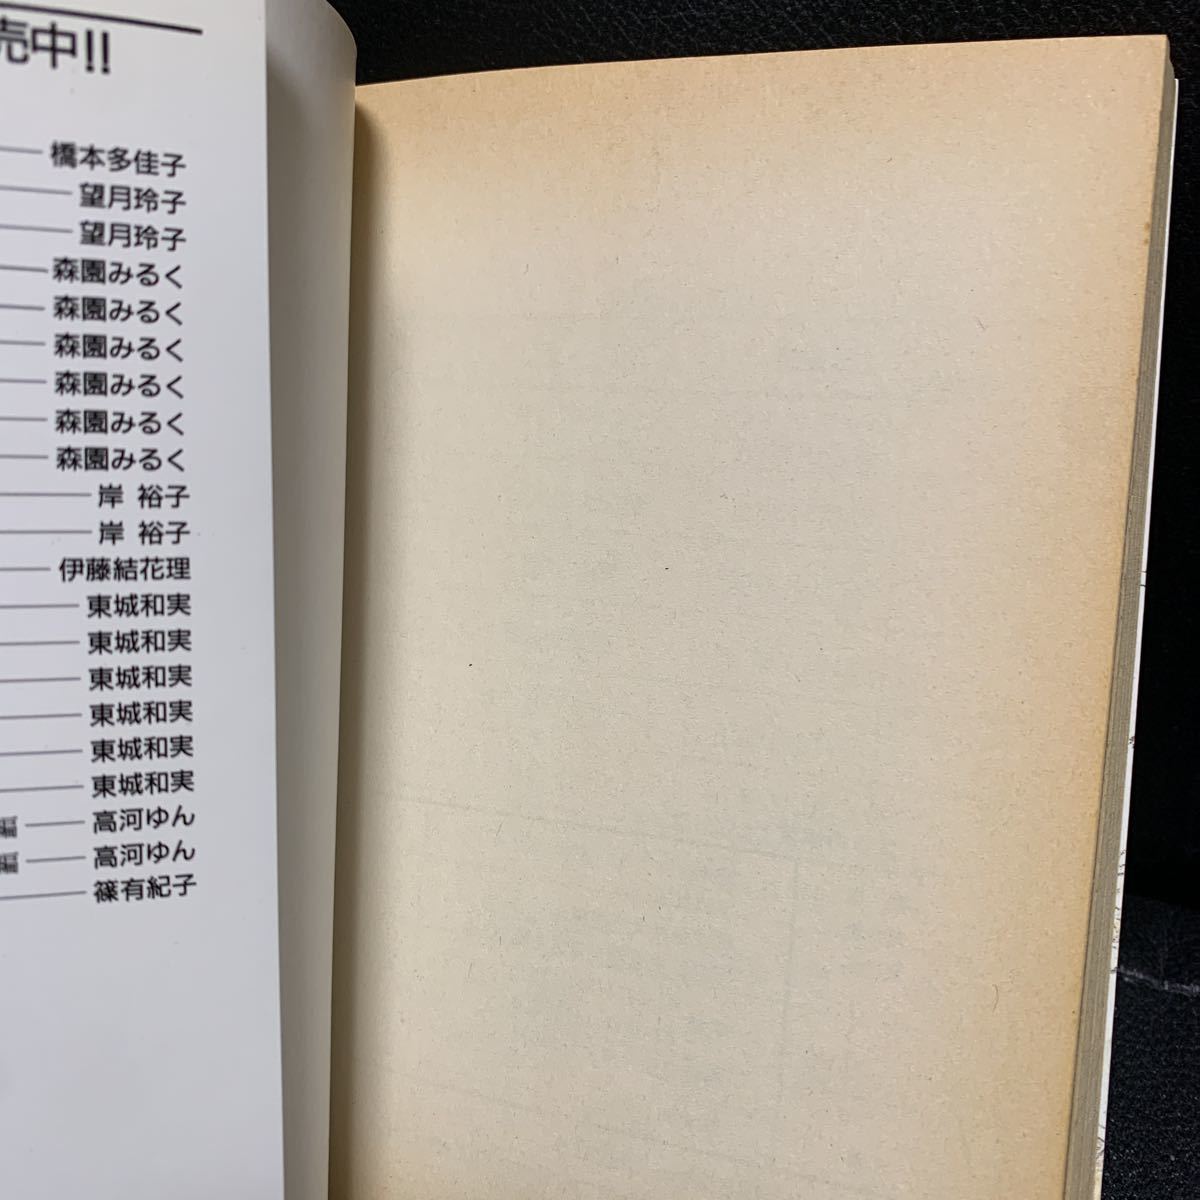 売中!!
橋本多佳子
望月玲子
望月玲子
森園みるく
森園みるく
森園みるく
森園みるく
森園みるく
森園みるく
岸 裕子
岸 裕子
伊藤結花理
東城和実
東城和実
東城和実
東城和実
東城和実
東城和実
編 高河ゆん
編 高河ゆん
篠有紀子